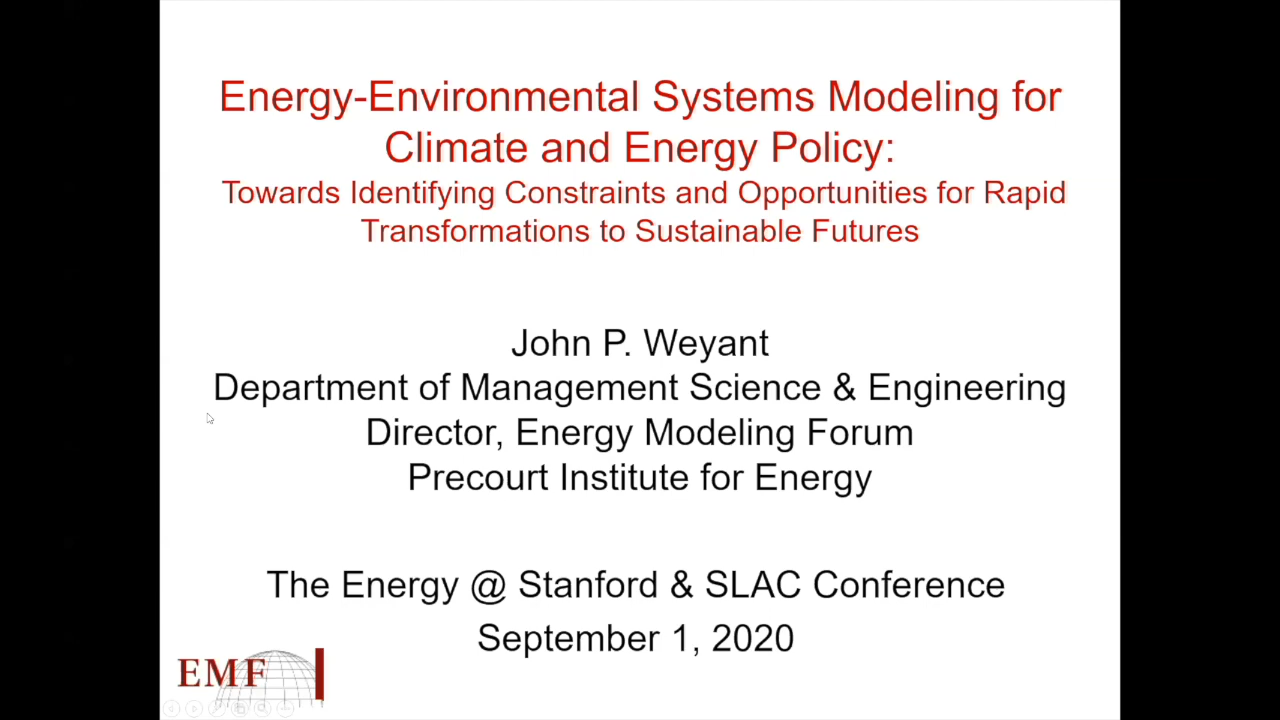 Energy-Environmental Systems Modeling for
Climate and Energy Policy:
Towards Identifying Constraints and Opportunities for Rapid
Transformations to Sustainable Futures
John P. Weyant
Department of Management Science & Engineering
Director, Energy Modeling Forum
Precourt Institute for Energy
The Energy @ Stanford & SLAC Conference
September 1, 2020
EMF